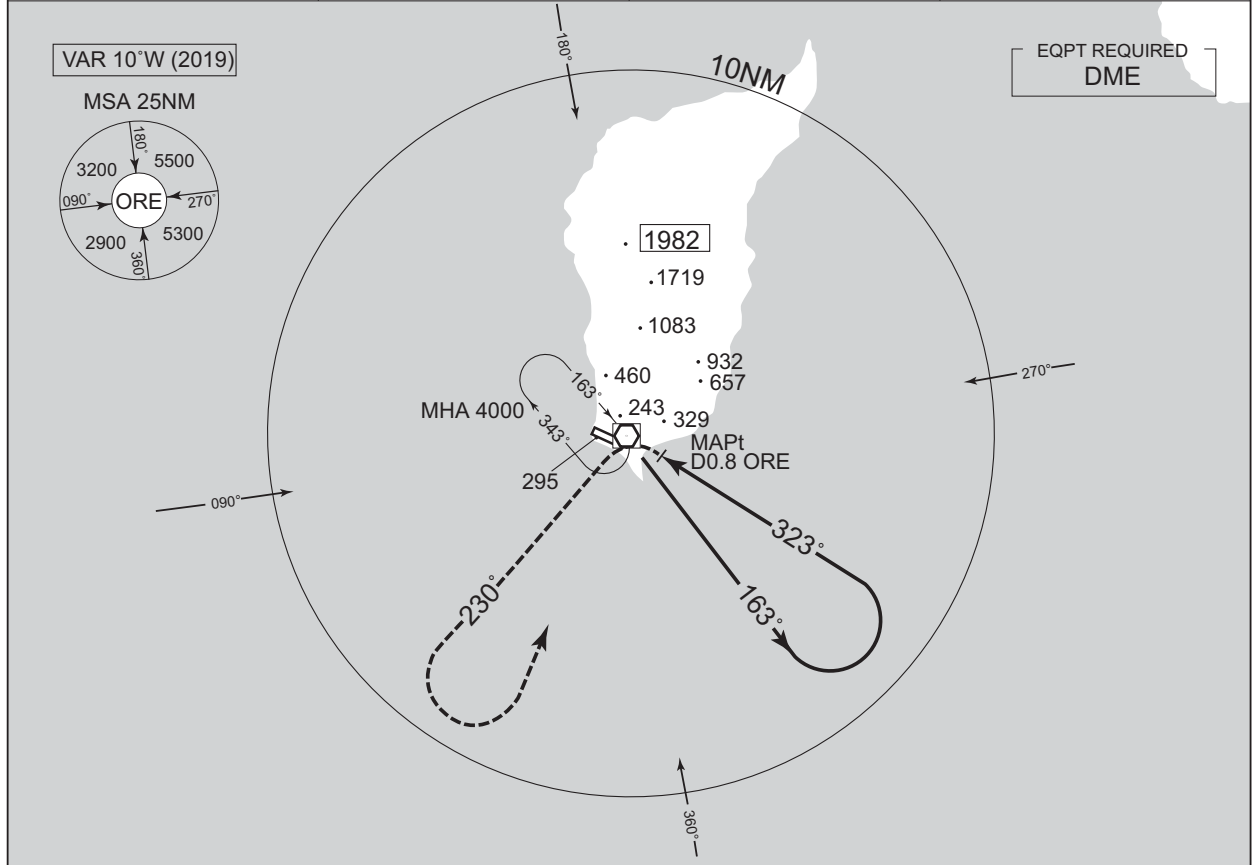 VAR 10˚W (2019)
MSA 25NM
180˚
3200
5500
090˚
ORE
270˚
2900
5300
360˚
180˚
10NM
EQPT REQUIRED
DME
1982
1719
1083
932
460
657
163˚
243
329
MHA 4000
343˚
MAPt
D0.8 ORE
295
270˚
090˚
323˚
163˚
230˚
360˚